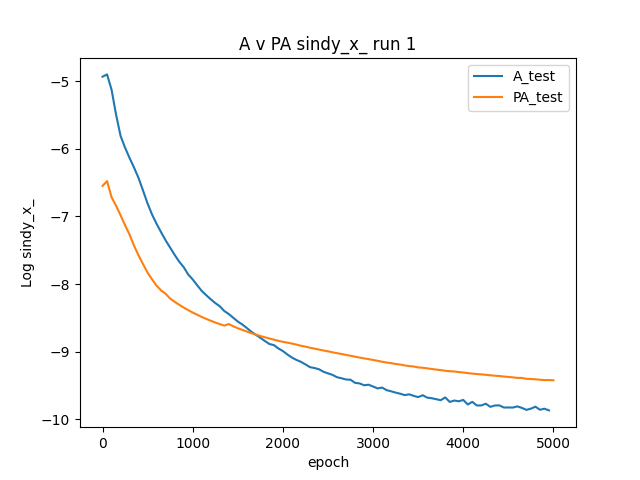 A v PA sindy_x_ run 1
A_test
PA_test
−5
−6
−7
−8
−9
−10
Log sindy_x_
0
1000
2000
3000
4000
5000
epoch